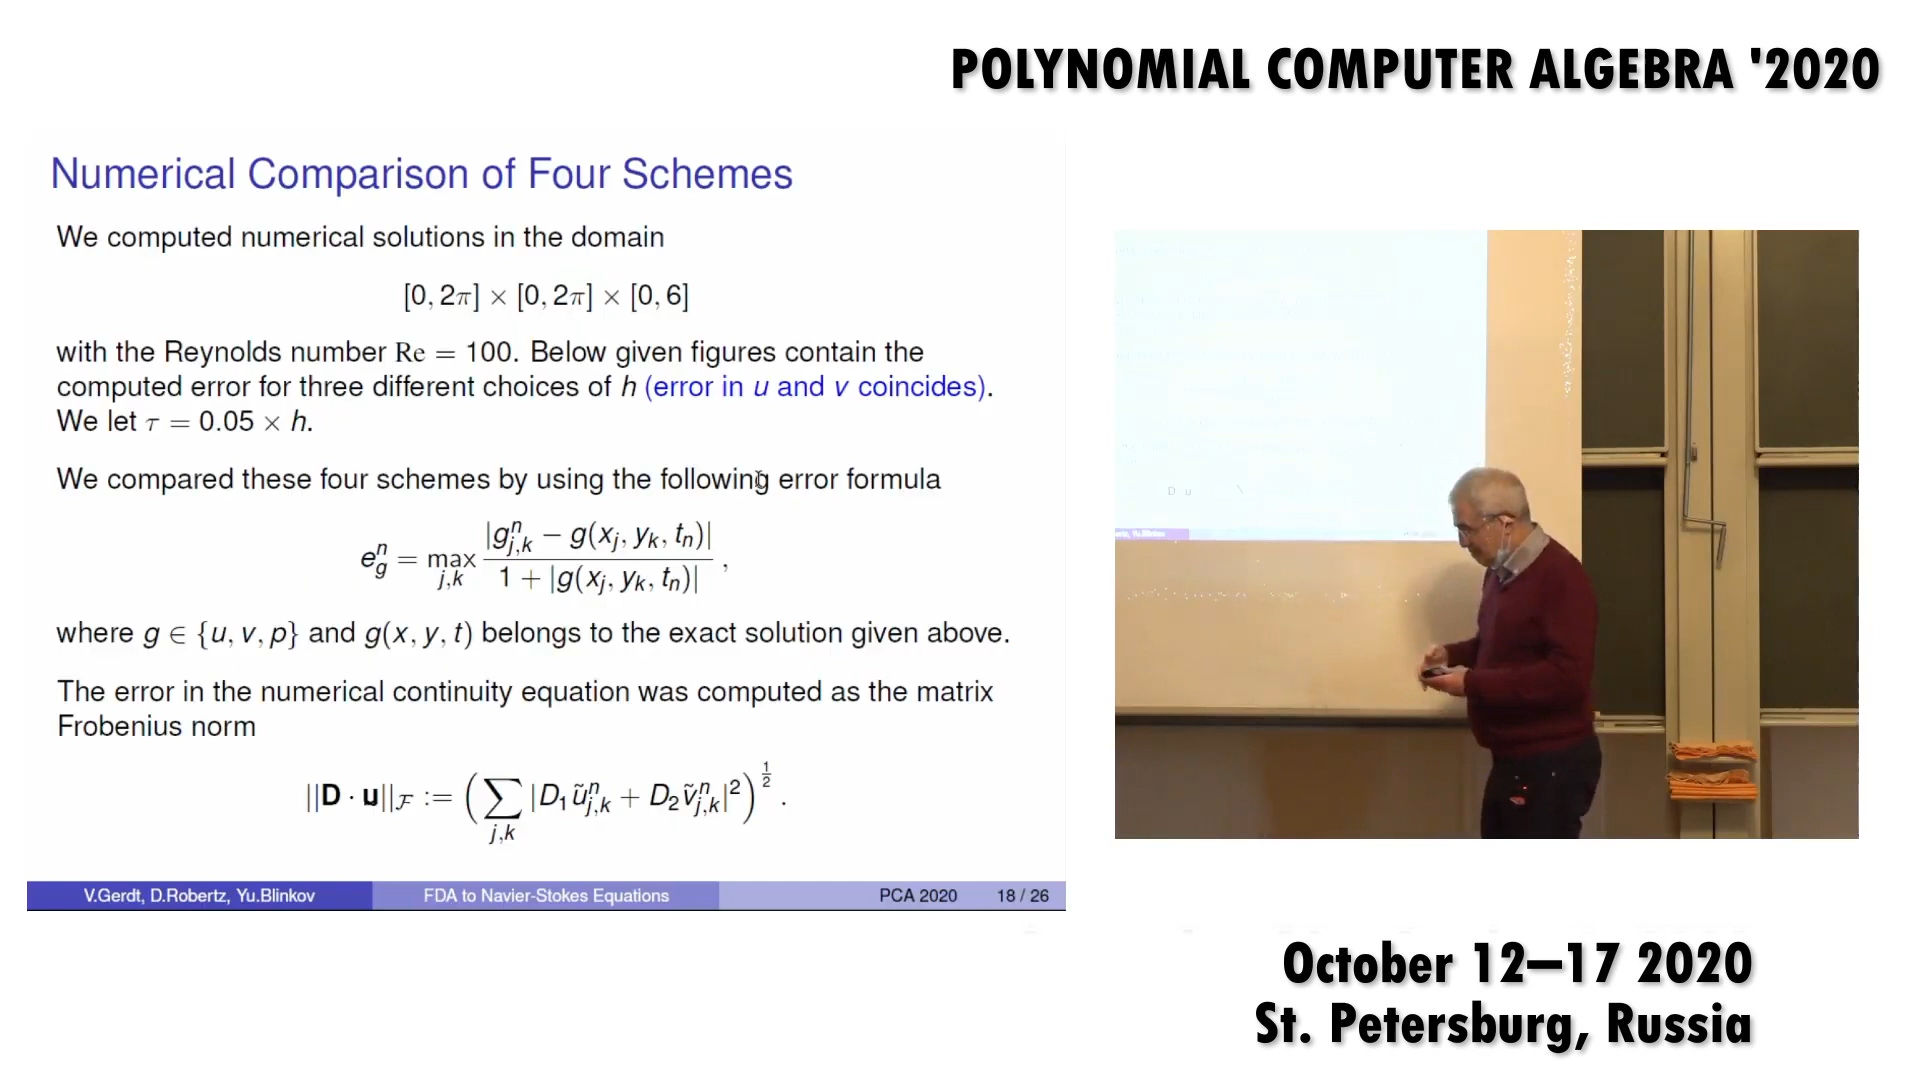 POLYNOMIAL COMPUTER ALGEBRA '2020
Numerical Comparison of Four Schemes
We computed numerical solutions in the domain
[0, 2π] × [0, 2π] × [0, 6]
with the Reynolds number Re = 100. Below given figures contain the
computed error for three different choices of h (error in u and v coincides).
We let τ = 0.05 × h.
We compared these four schemes by using the following error formula
e_g^n = max_{j,k} |g_{j,k}^n − g(x_j, y_k, t_n)| / (1 + |g(x_j, y_k, t_n)|) ,
where g ∈ {u, v, p} and g(x, y, t) belongs to the exact solution given above.
The error in the numerical continuity equation was computed as the matrix
Frobenius norm
||D · u||_F := ( ∑_{j,k} |D_1 ũ_{j,k}^n + D_2 ṽ_{j,k}^n|^2 )^{1/2} .
V.Gerdt, D.Robertz, Yu.Blinkov FDA to Navier-Stokes Equations PCA 2020 18 / 26
D u
October 12–17 2020
St. Petersburg, Russia